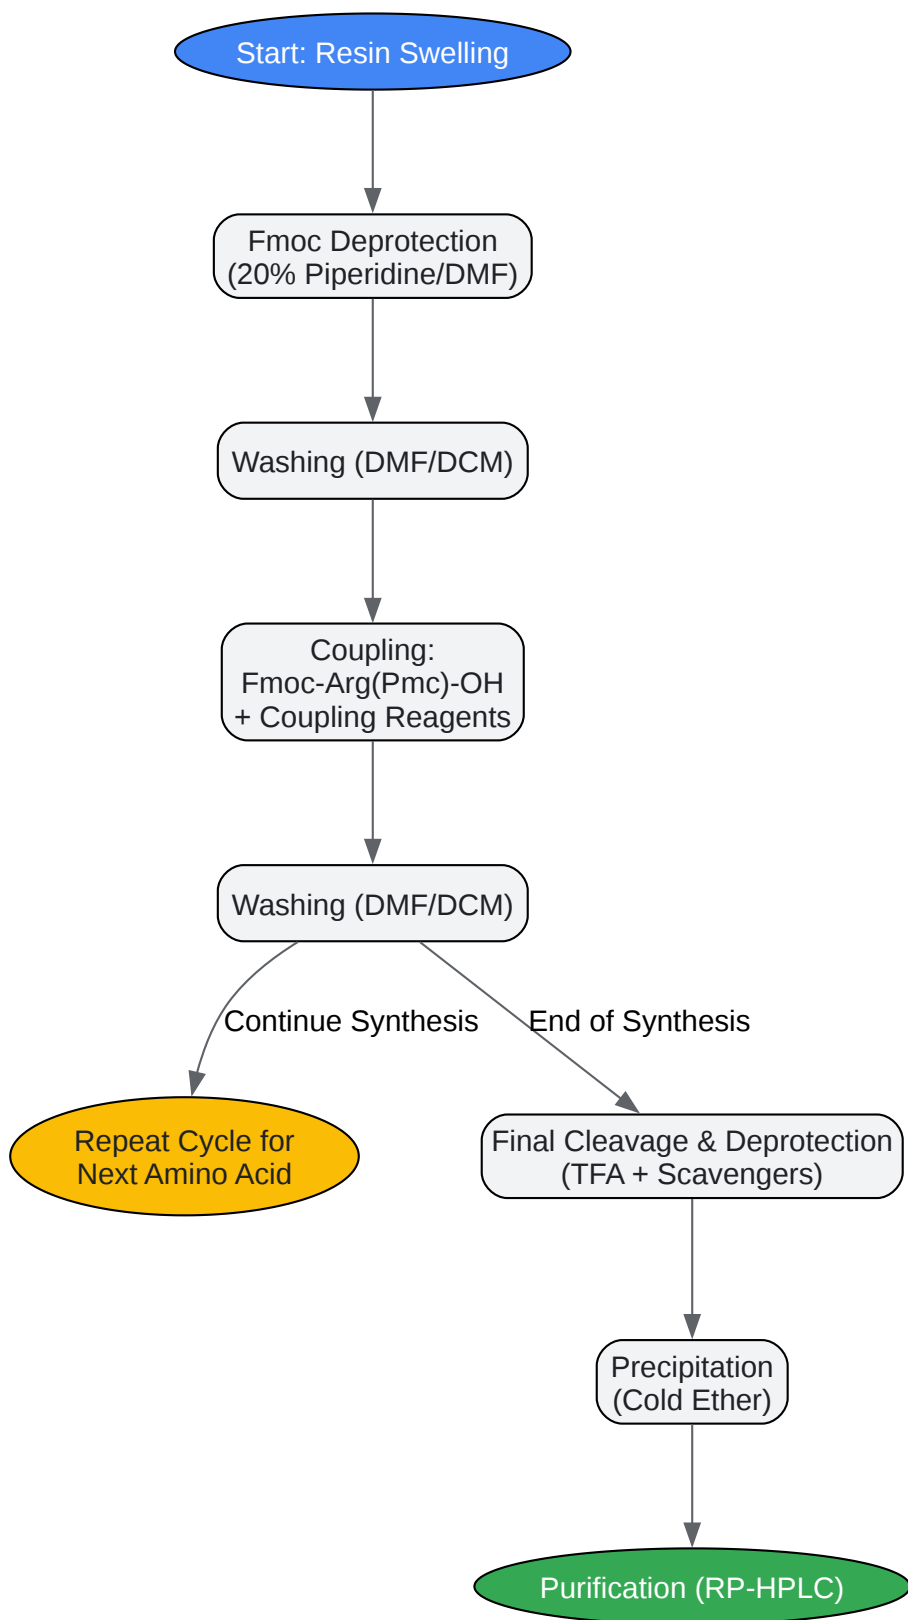 Start: Resin Swelling
Fmoc Deprotection
(20% Piperidine/DMF)
Washing (DMF/DCM)
Coupling:
Fmoc-Arg(Pmc)-OH
+ Coupling Reagents
Washing (DMF/DCM)
Continue Synthesis
End of Synthesis
Repeat Cycle for
Next Amino Acid
Final Cleavage & Deprotection
(TFA + Scavengers)
Precipitation
(Cold Ether)
Purification (RP-HPLC)